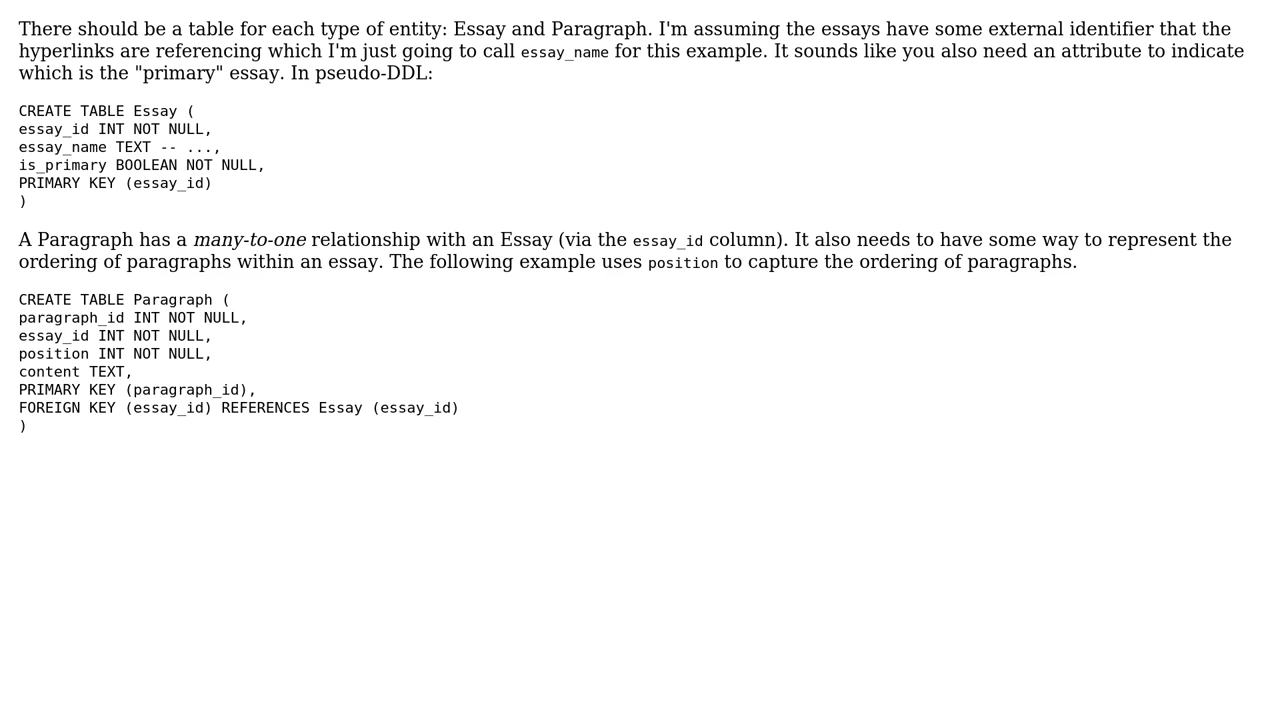 There should be a table for each type of entity: Essay and Paragraph. I'm assuming the essays have some external identifier that the
hyperlinks are referencing which I'm just going to call essay_name for this example. It sounds like you also need an attribute to indicate
which is the "primary" essay. In pseudo-DDL:
CREATE TABLE Essay (
essay_id INT NOT NULL,
essay_name TEXT -- ...,
is_primary BOOLEAN NOT NULL,
PRIMARY KEY (essay_id)
)
A Paragraph has a many-to-one relationship with an Essay (via the essay_id column). It also needs to have some way to represent the
ordering of paragraphs within an essay. The following example uses position to capture the ordering of paragraphs.
CREATE TABLE Paragraph (
paragraph_id INT NOT NULL,
essay_id INT NOT NULL,
position INT NOT NULL,
content TEXT,
PRIMARY KEY (paragraph_id),
FOREIGN KEY (essay_id) REFERENCES Essay (essay_id)
)